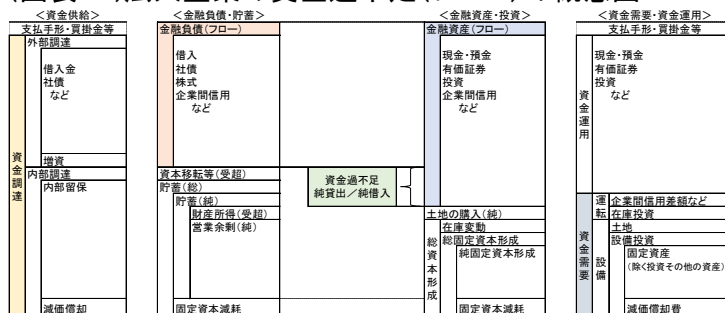 ＜資金供給＞
支払手形・買掛金等
外部調達
借入金
社債
など
増資
内部調達
内部留保
減価償却
資金調達
＜金融負債・貯蓄＞
金融負債(フロー)
借入
社債
株式
企業間信用
など
資本移転等(受超)
貯蓄(総)
貯蓄(純)
財産所得(受超)
営業余剰(純)
固定資本減耗
資金過不足
純貸出／純借入
＜金融資産・投資＞
金融資産(フロー)
現金・預金
有価証券
投資
企業間信用
など
土地の購入(純)
在庫変動
総固定資本形成
純固定資本形成
固定資本減耗
総資本形成
＜資金需要・資金運用＞
支払手形・買掛金等
現金・預金
有価証券
投資
など
資金運用
運転
企業間信用差額など
在庫投資
土地
設備投資
固定資産
(除く投資その他の資産)
減価償却費
資金需要
設備